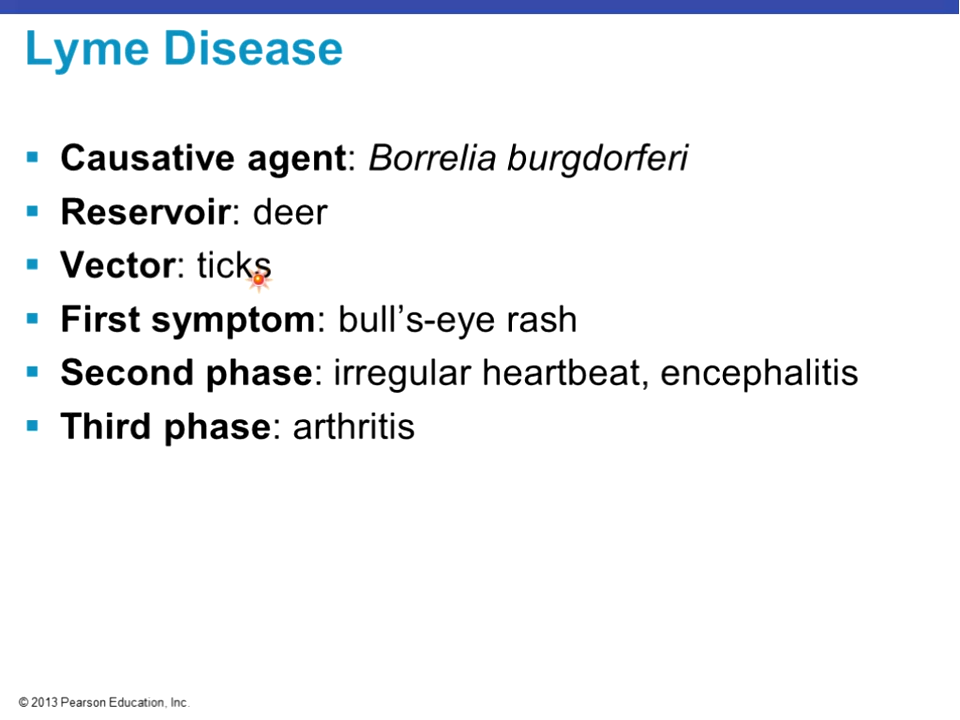 Lyme Disease
▪ Causative agent: Borrelia burgdorferi
▪ Reservoir: deer
▪ Vector: ticks
▪ First symptom: bull’s-eye rash
▪ Second phase: irregular heartbeat, encephalitis
▪ Third phase: arthritis
© 2013 Pearson Education, Inc.